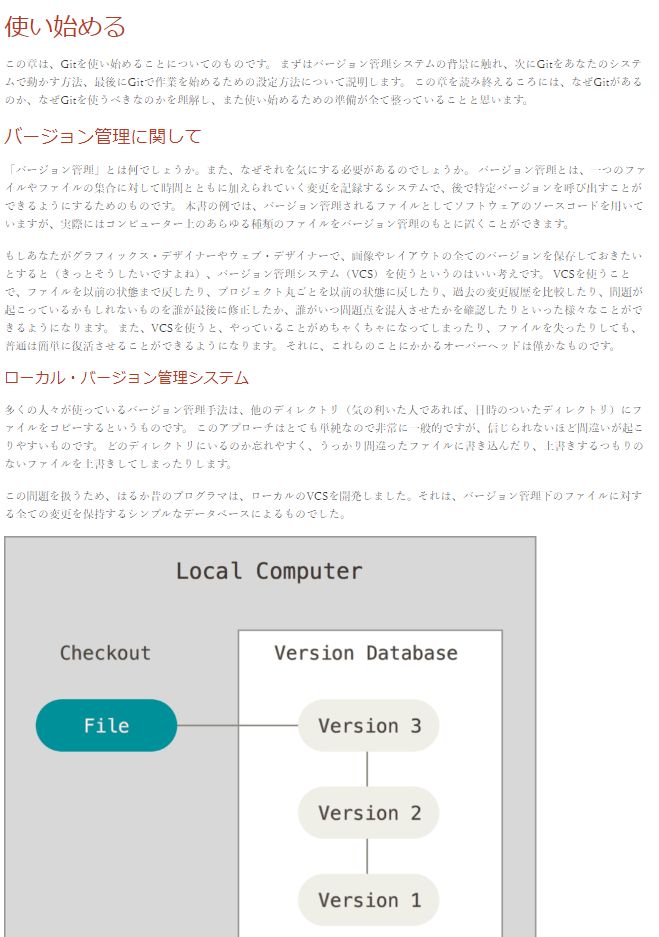 使い始める
この章は、Gitを使い始めることについてのものです。 まずはバージョン管理システムの背景に触れ、次にGitをあなたのシステ
ムで動かす方法、最後にGitで作業を始めるための設定方法について説明します。 この章を読み終えるころには、なぜGitがある
のか、なぜGitを使うべきなのかを理解し、また使い始めるための準備が全て整っていることと思います。
バージョン管理に関して
「バージョン管理」とは何でしょうか。また、なぜそれを気にする必要があるのでしょうか。 バージョン管理とは、一つのファ
イルやファイルの集合に対して時間とともに加えられていく変更を記録するシステムで、後で特定バージョンを呼び出すことが
できるようにするためのものです。 本書の例では、バージョン管理されるファイルとしてソフトウェアのソースコードを用いて
いますが、実際にはコンピューター上のあらゆる種類のファイルをバージョン管理のもとに置くことができます。
もしあなたがグラフィックス・デザイナーやウェブ・デザイナーで、画像やレイアウトの全てのバージョンを保存しておきたい
とすると（きっとそうしたいですよね）、バージョン管理システム（VCS）を使うというのはいい考えです。 VCSを使うこと
で、ファイルを以前の状態まで戻したり、プロジェクト丸ごとを以前の状態に戻したり、過去の変更履歴を比較したり、問題が
起こっているかもしれないものを誰が最後に修正したか、誰がいつ問題点を混入させたかを確認したりといった様々なことがで
きるようになります。 また、VCSを使うと、やっていることがめちゃくちゃになってしまったり、ファイルを失ったりしても、
普通は簡単に復活させることができるようになります。 それに、これらのことにかかるオーバーヘッドは僅かなものです。
ローカル・バージョン管理システム
多くの人々が使っているバージョン管理手法は、他のディレクトリ（気の利いた人であれば、日時のついたディレクトリ）にフ
ァイルをコピーするというものです。 このアプローチはとても単純なので非常に一般的ですが、信じられないほど間違いが起こ
りやすいものです。 どのディレクトリにいるのか忘れやすく、うっかり間違ったファイルに書き込んだり、上書きするつもりの
ないファイルを上書きしてしまったりします。
この問題を扱うため、はるか昔のプログラマは、ローカルのVCSを開発しました。それは、バージョン管理下のファイルに対す
る全ての変更を保持するシンプルなデータベースによるものでした。
Local Computer
Checkout
Version Database
File
Version 3
Version 2
Version 1